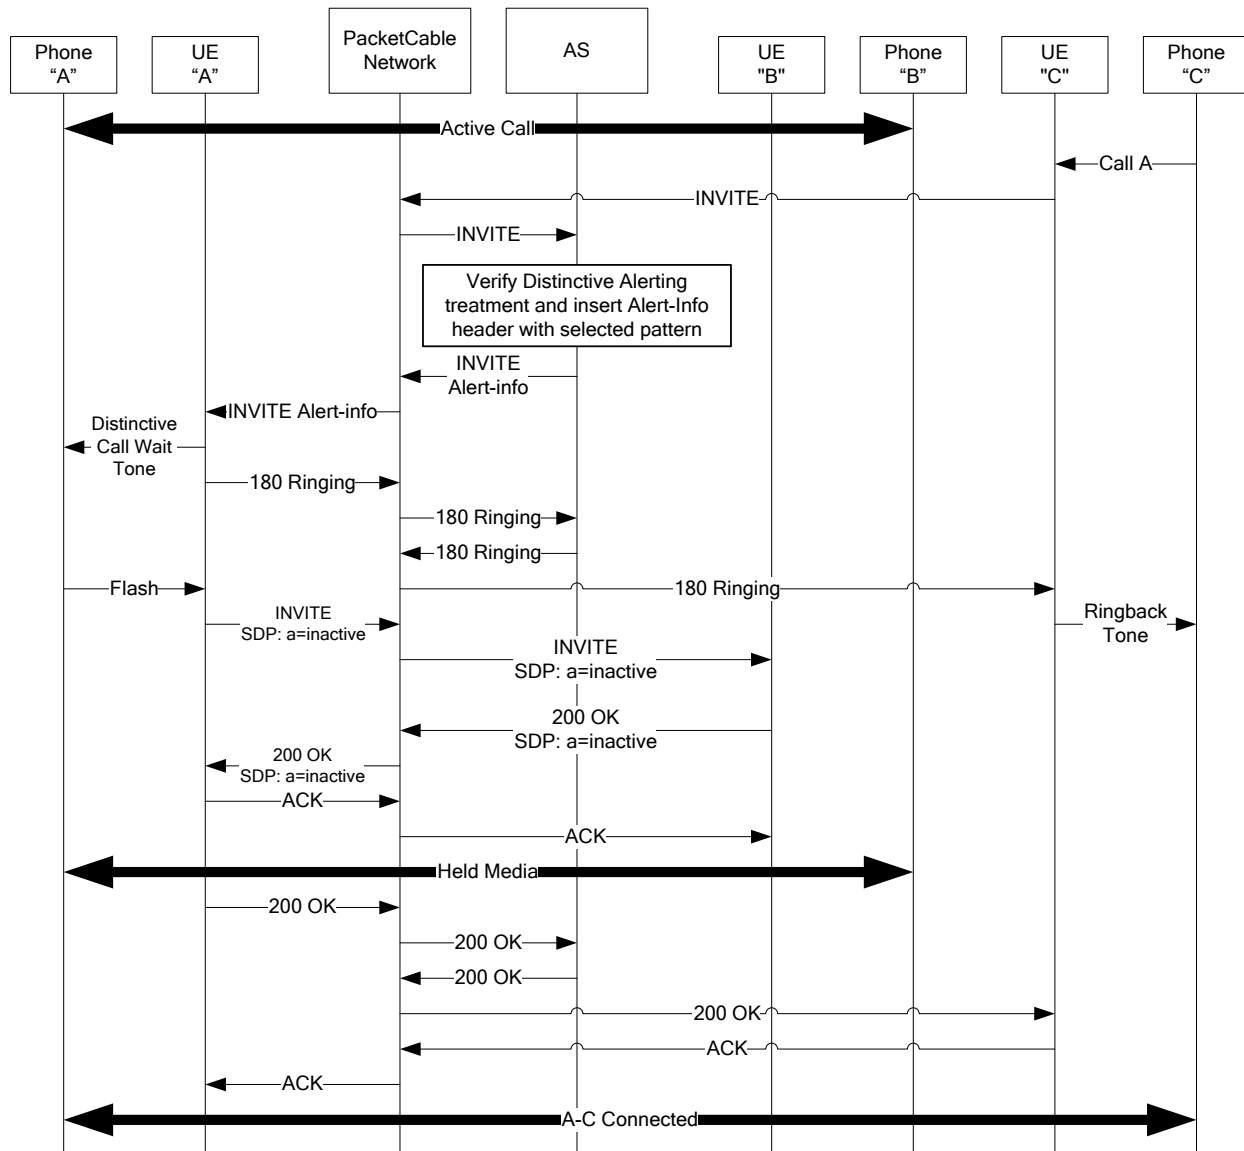 Phone
“A”
UE
“A”
PacketCable
Network
AS
UE
"B"
Phone
“B”
UE
"C"
Phone
“C”
Active Call
Call A
INVITE
INVITE
Verify Distinctive Alerting
treatment and insert Alert-Info
header with selected pattern
INVITE
Alert-info
INVITE Alert-info
Distinctive
Call Wait
Tone
180 Ringing
180 Ringing
180 Ringing
Flash
180 Ringing
INVITE
SDP: a=inactive
Ringback
Tone
INVITE
SDP: a=inactive
200 OK
SDP: a=inactive
200 OK
SDP: a=inactive
ACK
ACK
Held Media
200 OK
200 OK
200 OK
200 OK
ACK
ACK
A-C Connected